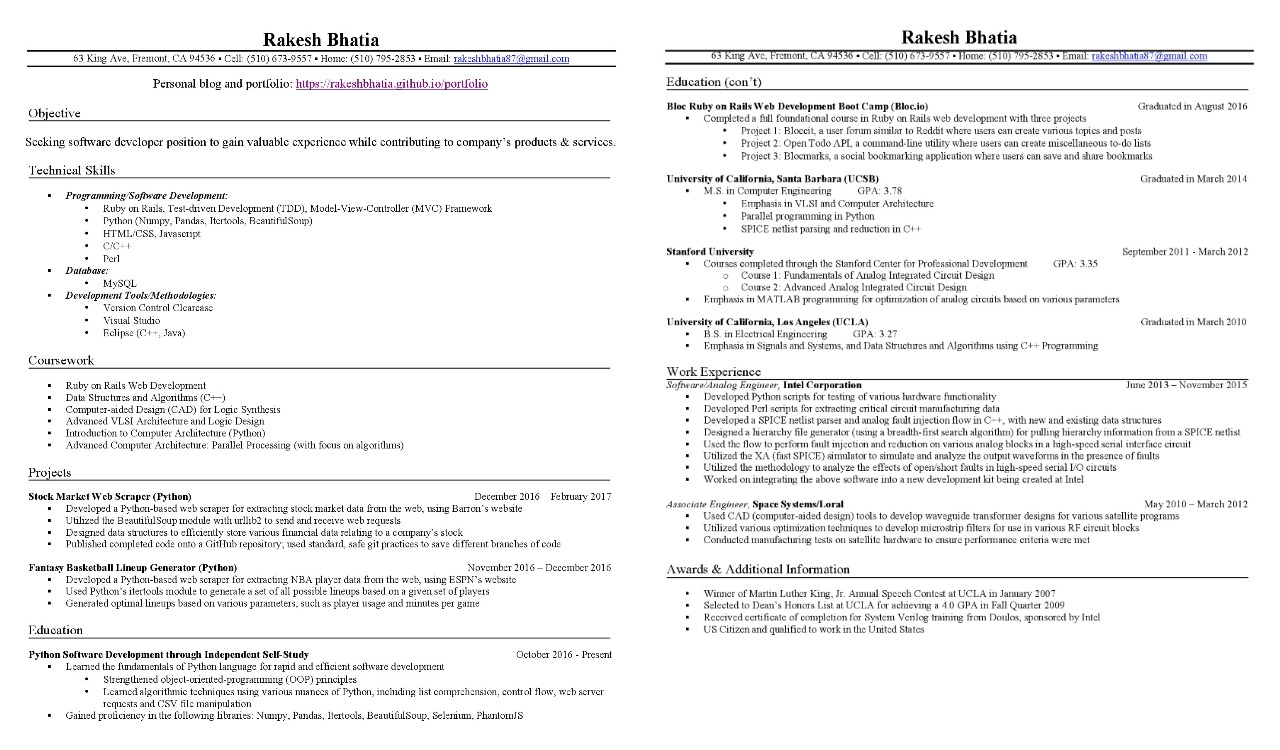 Rakesh Bhatia
63 King Ave, Fremont, CA 94536 ▪ Cell: (510) 673-9557 ▪ Home: (510) 795-2853 ▪ Email: rakeshbhatia87@gmail.com
Personal blog and portfolio: https://rakeshbhatia.github.io/portfolio
Objective
Seeking software developer position to gain valuable experience while contributing to company's products & services.
Technical Skills
▪ Programming/Software Development:
• Ruby on Rails, Test-driven Development (TDD), Model-View-Controller (MVC) Framework
• Python (Numpy, Pandas, Itertools, BeautifulSoup)
• HTML/CSS, Javascript
• C/C++
• Perl
▪ Database:
• MySQL
▪ Development Tools/Methodologies:
• Version Control Clearcase
• Visual Studio
• Eclipse (C++, Java)
Coursework
▪ Ruby on Rails Web Development
▪ Data Structures and Algorithms (C++)
▪ Computer-aided Design (CAD) for Logic Synthesis
▪ Advanced VLSI Architecture and Logic Design
▪ Introduction to Computer Architecture (Python)
▪ Advanced Computer Architecture: Parallel Processing (with focus on algorithms)
Projects
Stock Market Web Scraper (Python) December 2016 – February 2017
▪ Developed a Python-based web scraper for extracting stock market data from the web, using Barron's website
▪ Utilized the BeautifulSoup module with urllib2 to send and receive web requests
▪ Designed data structures to efficiently store various financial data relating to a company's stock
▪ Published completed code onto a GitHub repository; used standard, safe git practices to save different branches of code
Fantasy Basketball Lineup Generator (Python) November 2016 – December 2016
▪ Developed a Python-based web scraper for extracting NBA player data from the web, using ESPN's website
▪ Used Python's itertools module to generate a set of all possible lineups based on a given set of players
▪ Generated optimal lineups based on various parameters, such as player usage and minutes per game
Education
Python Software Development through Independent Self-Study October 2016 - Present
▪ Learned the fundamentals of Python language for rapid and efficient software development
• Strengthened object-oriented-programming (OOP) principles
• Learned algorithmic techniques using various nuances of Python, including list comprehension, control flow, web server
requests and CSV file manipulation
▪ Gained proficiency in the following libraries: Numpy, Pandas, Itertools, BeautifulSoup, Selenium, PhantomJS
Rakesh Bhatia
63 King Ave, Fremont, CA 94536 ▪ Cell: (510) 673-9557 ▪ Home: (510) 795-2853 ▪ Email: rakeshbhatia87@gmail.com
Education (con't)
Bloc Ruby on Rails Web Development Boot Camp (Bloc.io) Graduated in August 2016
▪ Completed a full foundational course in Ruby on Rails web development with three projects
• Project 1: Bloccit, a user forum similar to Reddit where users can create various topics and posts
• Project 2: Open Todo API, a command-line utility where users can create miscellaneous to-do lists
• Project 3: Blocmarks, a social bookmarking application where users can save and share bookmarks
University of California, Santa Barbara (UCSB) Graduated in March 2014
▪ M.S. in Computer Engineering GPA: 3.78
• Emphasis in VLSI and Computer Architecture
• Parallel programming in Python
• SPICE netlist parsing and reduction in C++
Stanford University September 2011 - March 2012
▪ Courses completed through the Stanford Center for Professional Development GPA: 3.35
o Course 1: Fundamentals of Analog Integrated Circuit Design
o Course 2: Advanced Analog Integrated Circuit Design
▪ Emphasis in MATLAB programming for optimization of analog circuits based on various parameters
University of California, Los Angeles (UCLA) Graduated in March 2010
▪ B.S. in Electrical Engineering GPA: 3.27
▪ Emphasis in Signals and Systems, and Data Structures and Algorithms using C++ Programming
Work Experience
Software/Analog Engineer, Intel Corporation June 2013 – November 2015
▪ Developed Python scripts for testing of various hardware functionality
▪ Developed Perl scripts for extracting critical circuit manufacturing data
▪ Developed a SPICE netlist parser and analog fault injection flow in C++, with new and existing data structures
▪ Designed a hierarchy file generator (using a breadth-first search algorithm) for pulling hierarchy information from a SPICE netlist
▪ Used the flow to perform fault injection and reduction on various analog blocks in a high-speed serial interface circuit
▪ Utilized the XA (fast SPICE) simulator to simulate and analyze the output waveforms in the presence of faults
▪ Utilized the methodology to analyze the effects of open/short faults in high-speed serial I/O circuits
▪ Worked on integrating the above software into a new development kit being created at Intel
Associate Engineer, Space Systems/Loral May 2010 – March 2012
▪ Used CAD (computer-aided design) tools to develop waveguide transformer designs for various satellite programs
▪ Utilized various optimization techniques to develop microstrip filters for use in various RF circuit blocks
▪ Conducted manufacturing tests on satellite hardware to ensure performance criteria were met
Awards & Additional Information
▪ Winner of Martin Luther King, Jr. Annual Speech Contest at UCLA in January 2007
▪ Selected to Dean's Honors List at UCLA for achieving a 4.0 GPA in Fall Quarter 2009
▪ Received certificate of completion for System Verilog training from Doulos, sponsored by Intel
▪ US Citizen and qualified to work in the United States